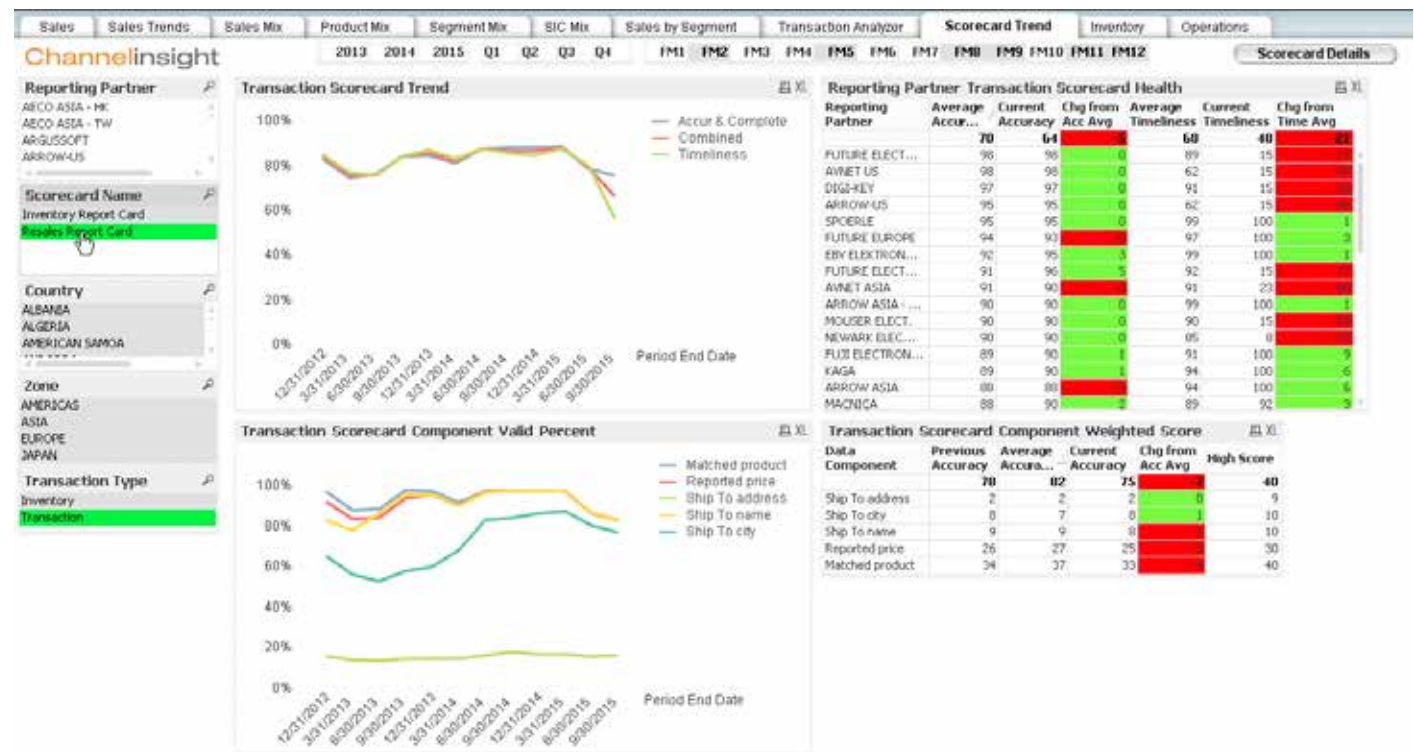 Sales Sales Trends Sales Mix Product Mix Segment Mix SIC Mix Sales by Segment Transaction Analyzer Scorecard Trend Inventory Operations
Channelinsight
2013 2014 2015 Q1 Q2 Q3 Q4 FM1 FM2 FM3 FM4 FM5 FM6 FM7 FM8 FM9 FM10 FM11 FM12
Scorecard Details
Reporting Partner
AECO ASIA - HK
AECO ASIA - TW
ARGUSSOFT
ARROW-US
Scorecard Name
Inventory Report Card
Resales Report Card
Country
ALBANIA
ALGERIA
AMERICAN SAMOA
Zone
AMERICAS
ASIA
EUROPE
JAPAN
Transaction Type
Inventory
Transaction
Transaction Scorecard Trend XL
Accur & Complete
Combined
Timeliness
100%
80%
60%
40%
20%
0%
12/31/2012 3/31/2013 6/30/2013 9/30/2013 12/31/2013 3/31/2014 6/30/2014 9/30/2014 12/31/2014 3/31/2015 6/30/2015 9/30/2015
Period End Date
Transaction Scorecard Component Valid Percent XL
Matched product
Reported price
Ship To address
Ship To name
Ship To city
100%
80%
60%
40%
20%
0%
12/31/2012 3/31/2013 6/30/2013 9/30/2013 12/31/2013 3/31/2014 6/30/2014 9/30/2014 12/31/2014 3/31/2015 6/30/2015 9/30/2015
Period End Date
Reporting Partner Transaction Scorecard Health XL
Reporting Partner Average Accur... Current Accuracy Chg from Acc Avg Average Timeliness Current Timeliness Chg from Time Avg
70 64 60 40
FUTURE ELECT... 98 98 0 89 15
AVNET US 98 98 0 62 15
DIGI-KEY 97 97 0 91 15
ARROW-US 95 95 0 62 15
SPOERLE 95 95 0 99 100 1
FUTURE EUROPE 94 93 97 100 3
EBV ELEKTRON... 92 95 3 99 100 1
FUTURE ELECT... 91 96 5 92 15
AVNET ASIA 91 90 91 23
ARROW ASIA - ... 90 90 0 99 100 1
MOUSER ELECT. 90 90 0 90 15
NEWARK ELEC... 90 90 0 85 8
FUJI ELECTRON... 89 90 1 91 100 9
KAGA 89 90 1 94 100 6
ARROW ASIA 88 88 94 100 6
MACNICA 88 90 2 89 92 3
Transaction Scorecard Component Weighted Score XL
Data Component Previous Accuracy Average Accura... Current Accuracy Chg from Acc Avg High Score
78 82 75 40
Ship To address 2 2 2 0 9
Ship To city 8 7 8 1 10
Ship To name 9 9 8 10
Reported price 26 27 25 30
Matched product 34 37 33 40